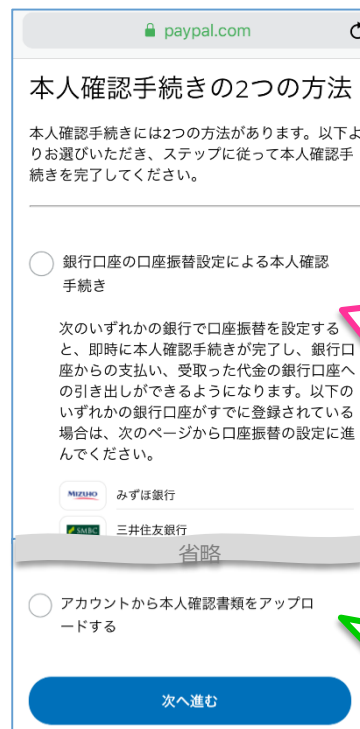 paypal.com
本人確認手続きの2つの方法
本人確認手続きには2つの方法があります。以下よ
りお選びいただき、ステップに従って本人確認手
続きを完了してください。
銀行口座の口座振替設定による本人確認
手続き
次のいずれかの銀行で口座振替を設定する
と、即時に本人確認手続きが完了し、銀行口
座からの支払い、受取った代金の銀行口座へ
の引き出しができるようになります。以下の
いずれかの銀行口座がすでに登録されている
場合は、次のページから口座振替の設定に進
んでください。
MIZUHO みずほ銀行
SMBC 三井住友銀行
省略
アカウントから本人確認書類をアップロ
ードする
次へ進む